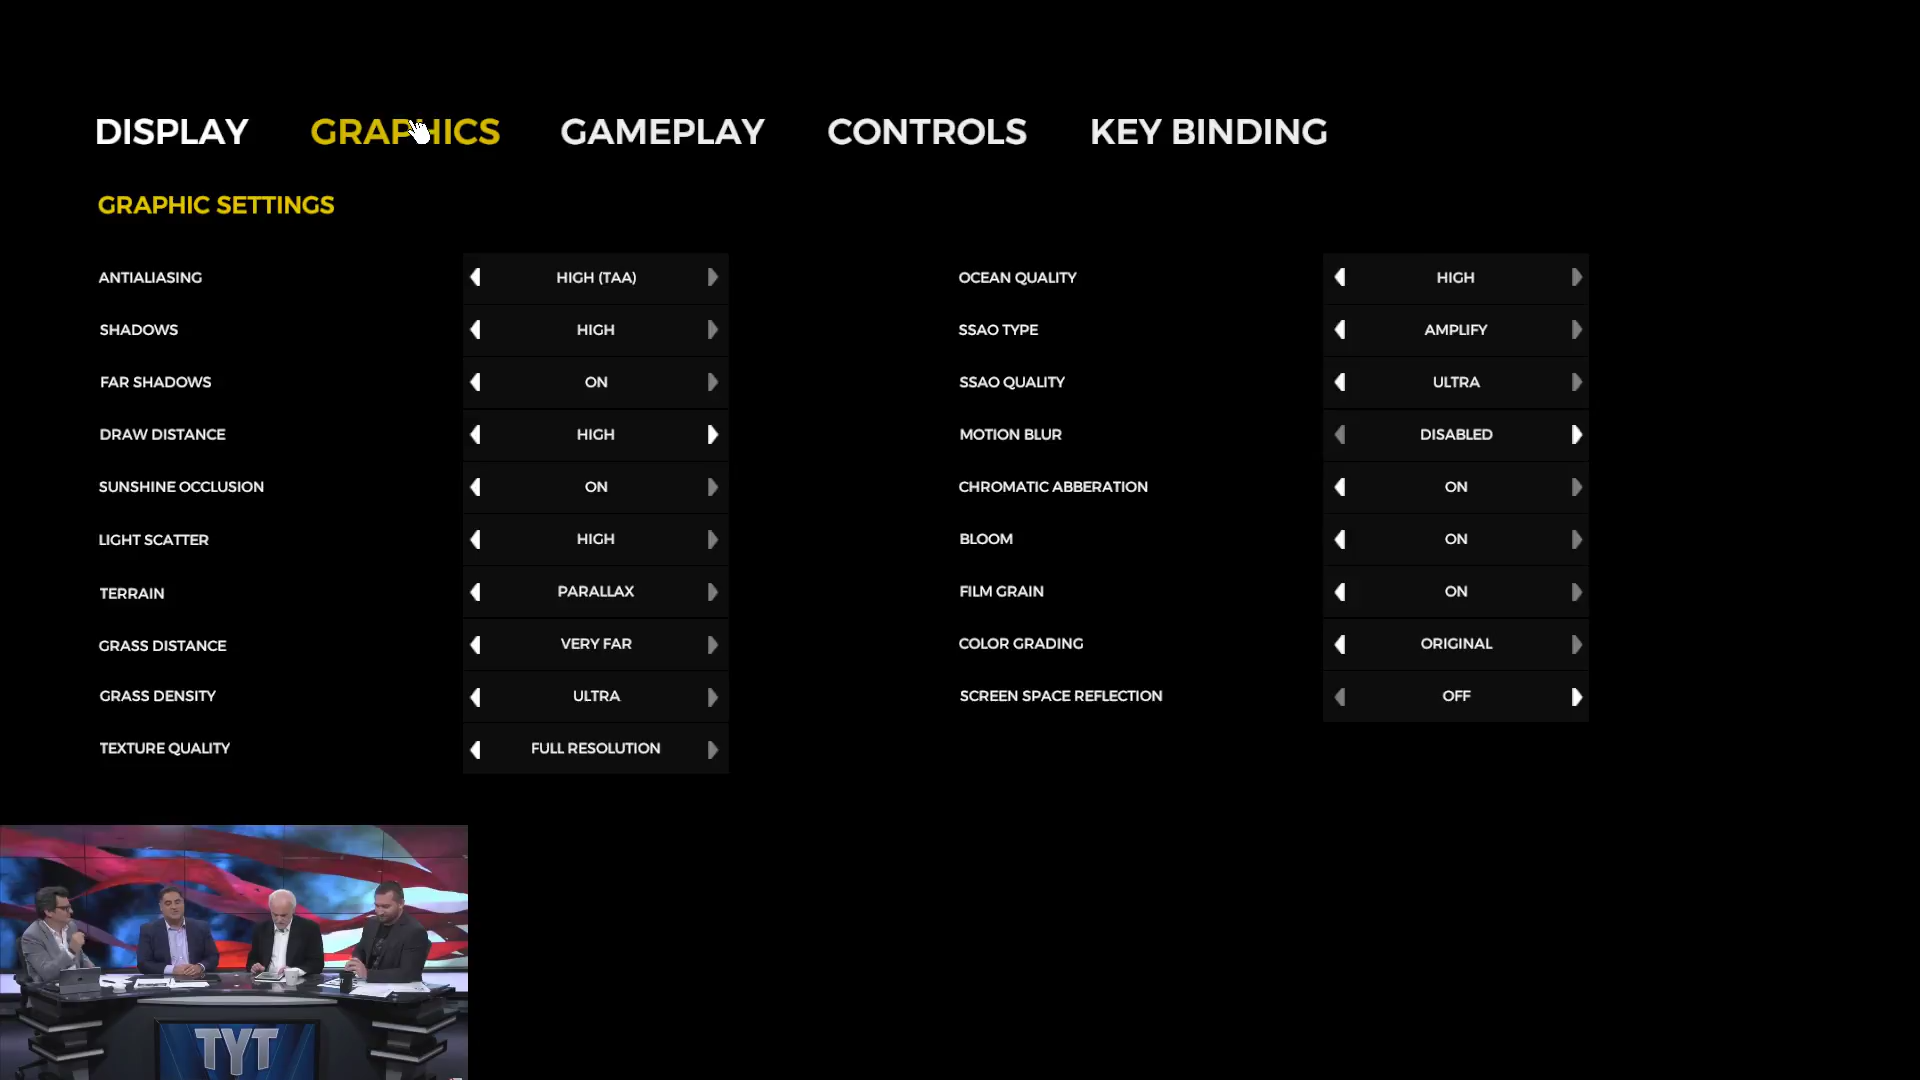 DISPLAY GRAPHICS GAMEPLAY CONTROLS KEY BINDING
GRAPHIC SETTINGS
ANTIALIASING HIGH (TAA)
SHADOWS HIGH
FAR SHADOWS ON
DRAW DISTANCE HIGH
SUNSHINE OCCLUSION ON
LIGHT SCATTER HIGH
TERRAIN PARALLAX
GRASS DISTANCE VERY FAR
GRASS DENSITY ULTRA
TEXTURE QUALITY FULL RESOLUTION
OCEAN QUALITY HIGH
SSAO TYPE AMPLIFY
SSAO QUALITY ULTRA
MOTION BLUR DISABLED
CHROMATIC ABBERATION ON
BLOOM ON
FILM GRAIN ON
COLOR GRADING ORIGINAL
SCREEN SPACE REFLECTION OFF
TYT